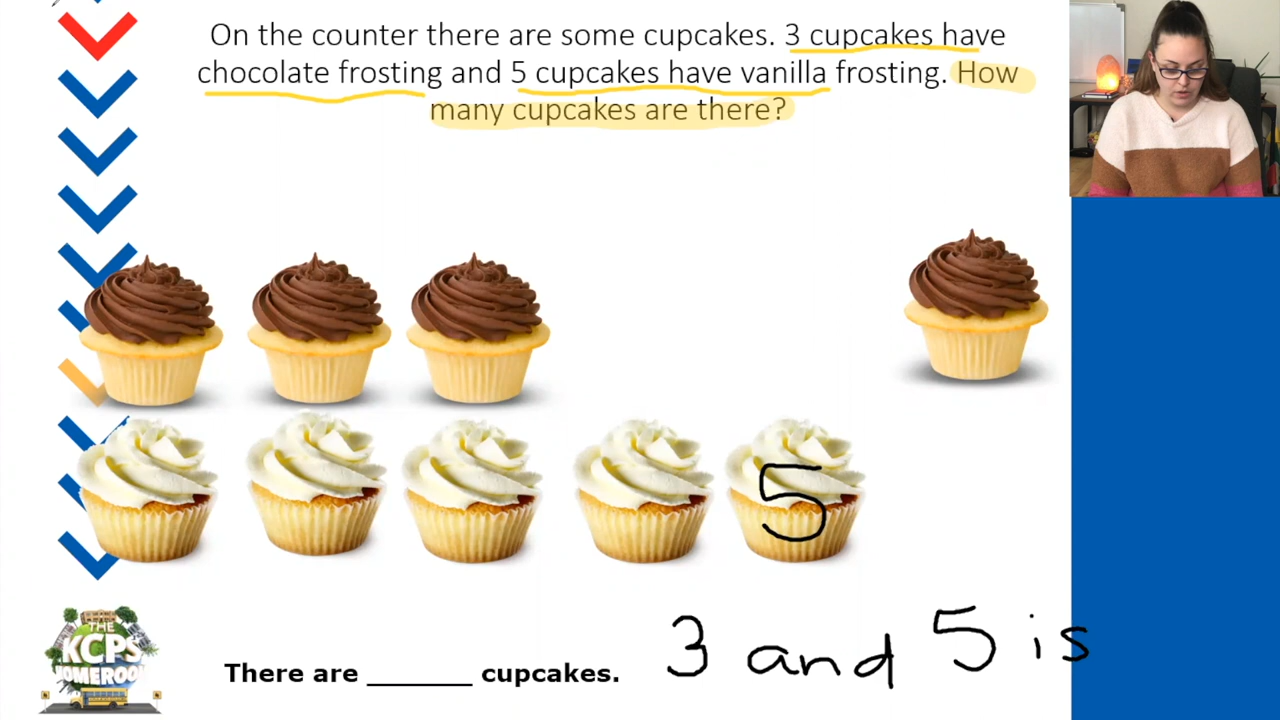 On the counter there are some cupcakes. 3 cupcakes have
chocolate frosting and 5 cupcakes have vanilla frosting. How
many cupcakes are there?
5
There are _______ cupcakes.
3 and 5 is
THE
KCPS
HOMEROOM